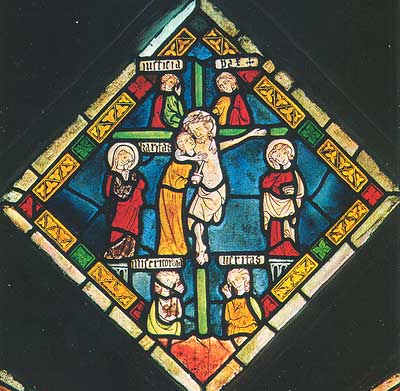 iusticia
pax +
caritas
misericordia
veritas